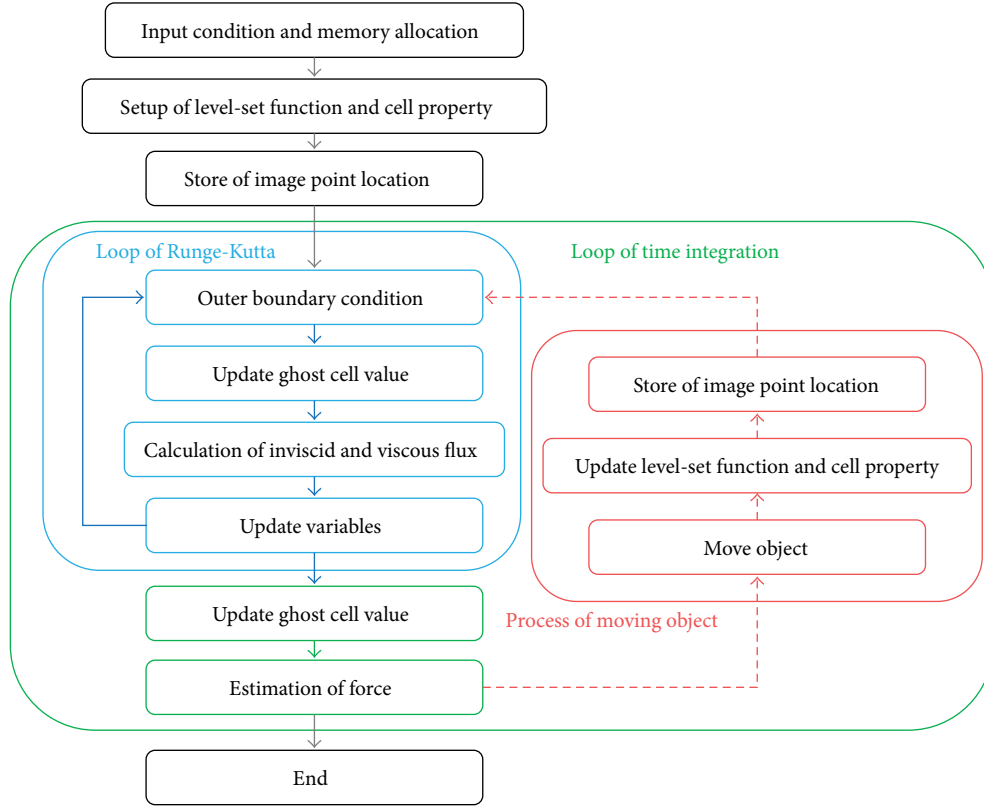 Input condition and memory allocation
Setup of level-set function and cell property
Store of image point location
Loop of Runge-Kutta
Loop of time integration
Outer boundary condition
Update ghost cell value
Calculation of inviscid and viscous flux
Update variables
Store of image point location
Update level-set function and cell property
Move object
Process of moving object
Update ghost cell value
Estimation of force
End